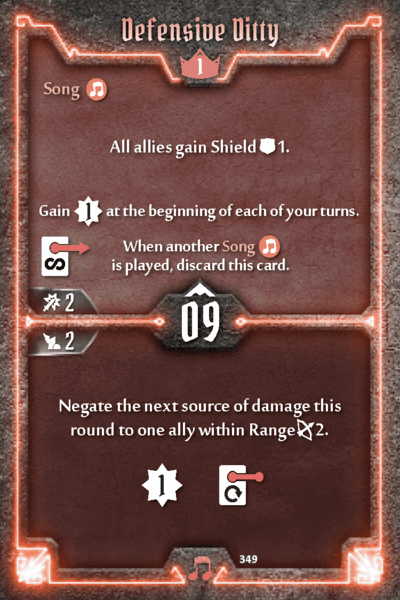 Defensive Ditty
1
Song
All allies gain Shield 1.
Gain 1 at the beginning of each of your turns.
S
When another Song
is played, discard this card.
2
09
2
Negate the next source of damage this
round to one ally within Range 2.
1
349